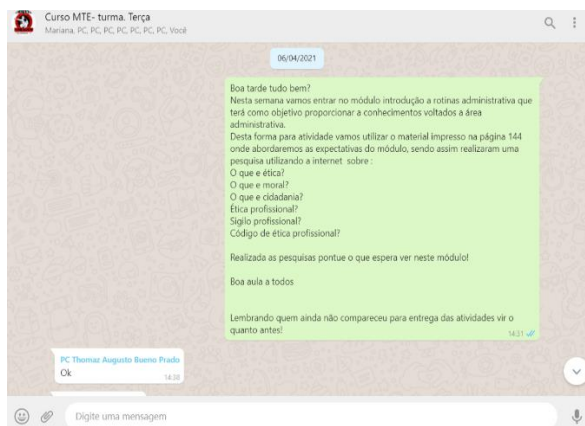 Curso MTE- turma. Terça
Mariana, PC, PC, PC, PC, PC, PC, Você
06/04/2021
Boa tarde tudo bem?
Nesta semana vamos entrar no módulo introdução a rotinas administrativa que
terá como objetivo proporcionar a conhecimentos voltados a área
administrativa.
Desta forma para atividade vamos utilizar o material impresso na página 144
onde abordaremos as expectativas do módulo, sendo assim realizaram uma
pesquisa utilizando a internet sobre :
O que e ética?
O que e moral?
O que e cidadania?
Ética profissional?
Sigilo profissional?
Código de ética profissional?
Realizada as pesquisas pontue o que espera ver neste módulo!
Boa aula a todos
Lembrando quem ainda não compareceu para entrega das atividades vir o
quanto antes!
14:31
PC Thomaz Augusto Bueno Prado
Ok
14:38
Digite uma mensagem